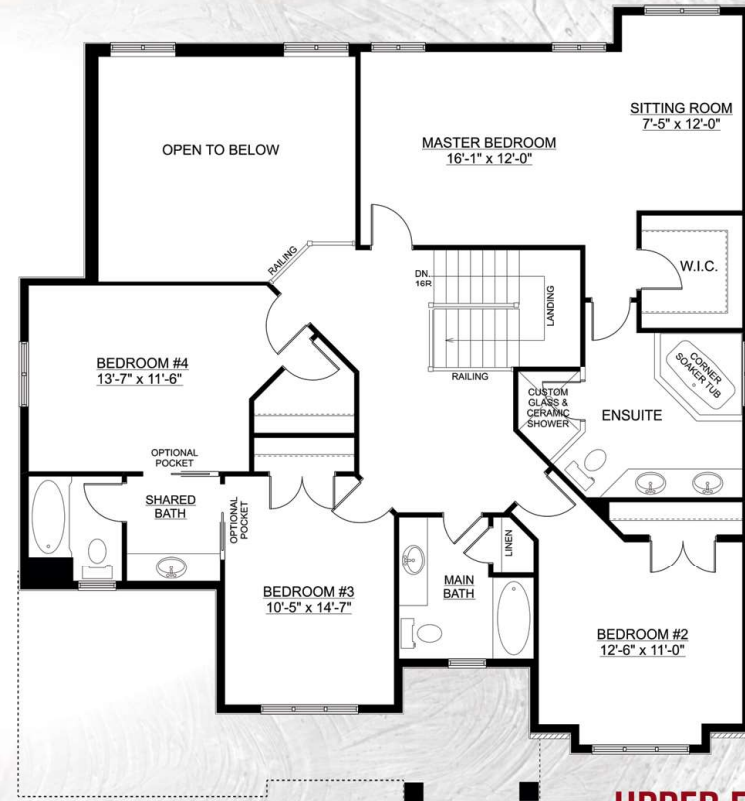 SITTING ROOM
7'-5" x 12'-0"
MASTER BEDROOM
16'-1" x 12'-0"
OPEN TO BELOW
RAILING
W.I.C.
DN.
16R
LANDING
RAILING
BEDROOM #4
13'-7" x 11'-6"
CORNER
SOAKER TUB
CUSTOM
GLASS &
CERAMIC
SHOWER
ENSUITE
OPTIONAL
POCKET
SHARED
BATH
OPTIONAL
POCKET
LINEN
MAIN
BATH
BEDROOM #3
10'-5" x 14'-7"
BEDROOM #2
12'-6" x 11'-0"